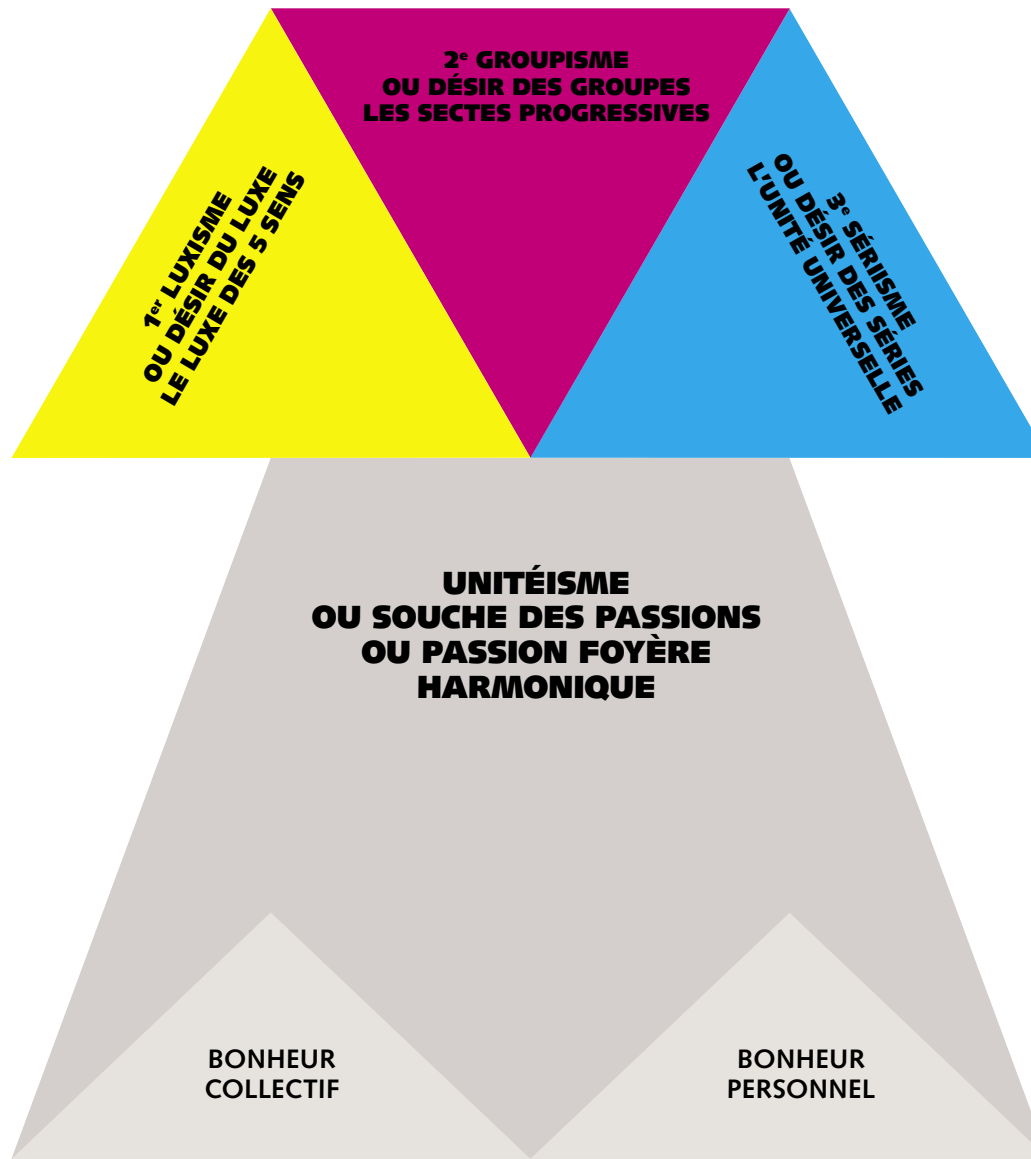 1er LUXISME
OU DÉSIR DU LUXE
LE LUXE DES 5 SENS
2e GROUPISME
OU DÉSIR DES GROUPES
LES SECTES PROGRESSIVES
3e SÉRIISME
OU DÉSIR DES SÉRIES
L'UNITÉ UNIVERSELLE
UNITÉISME
OU SOUCHE DES PASSIONS
OU PASSION FOYÈRE
HARMONIQUE
BONHEUR
COLLECTIF
BONHEUR
PERSONNEL